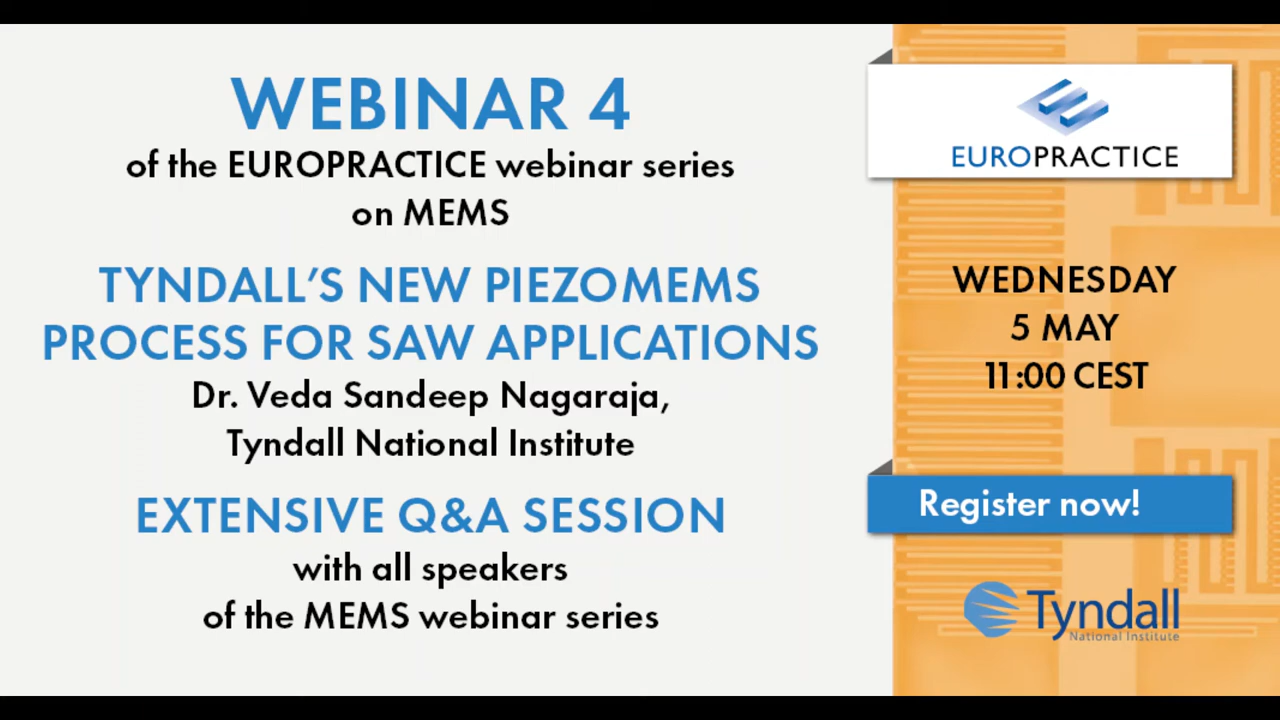 WEBINAR 4
of the EUROPRACTICE webinar series
on MEMS
TYNDALL'S NEW PIEZOMEMS
PROCESS FOR SAW APPLICATIONS
Dr. Veda Sandeep Nagaraja,
Tyndall National Institute
EXTENSIVE Q&A SESSION
with all speakers
of the MEMS webinar series
EUROPRACTICE
WEDNESDAY
5 MAY
11:00 CEST
Register now!
Tyndall
National Institute